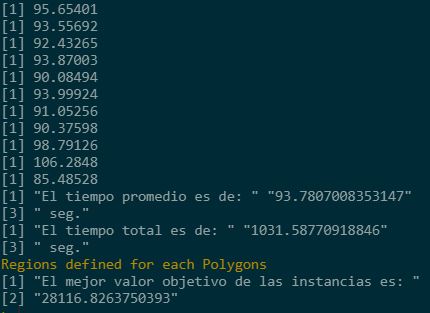 [1] 95.65401
[1] 93.55692
[1] 92.43265
[1] 93.87003
[1] 90.08494
[1] 93.99924
[1] 91.05256
[1] 90.37598
[1] 98.79126
[1] 106.2848
[1] 85.48528
[1] "El tiempo promedio es de: " "93.7807008353147"
[3] " seg."
[1] "El tiempo total es de: " "1031.58770918846"
[3] " seg."
Regions defined for each Polygons
[1] "El mejor valor objetivo de las instancias es: "
[2] "28116.8263750393"